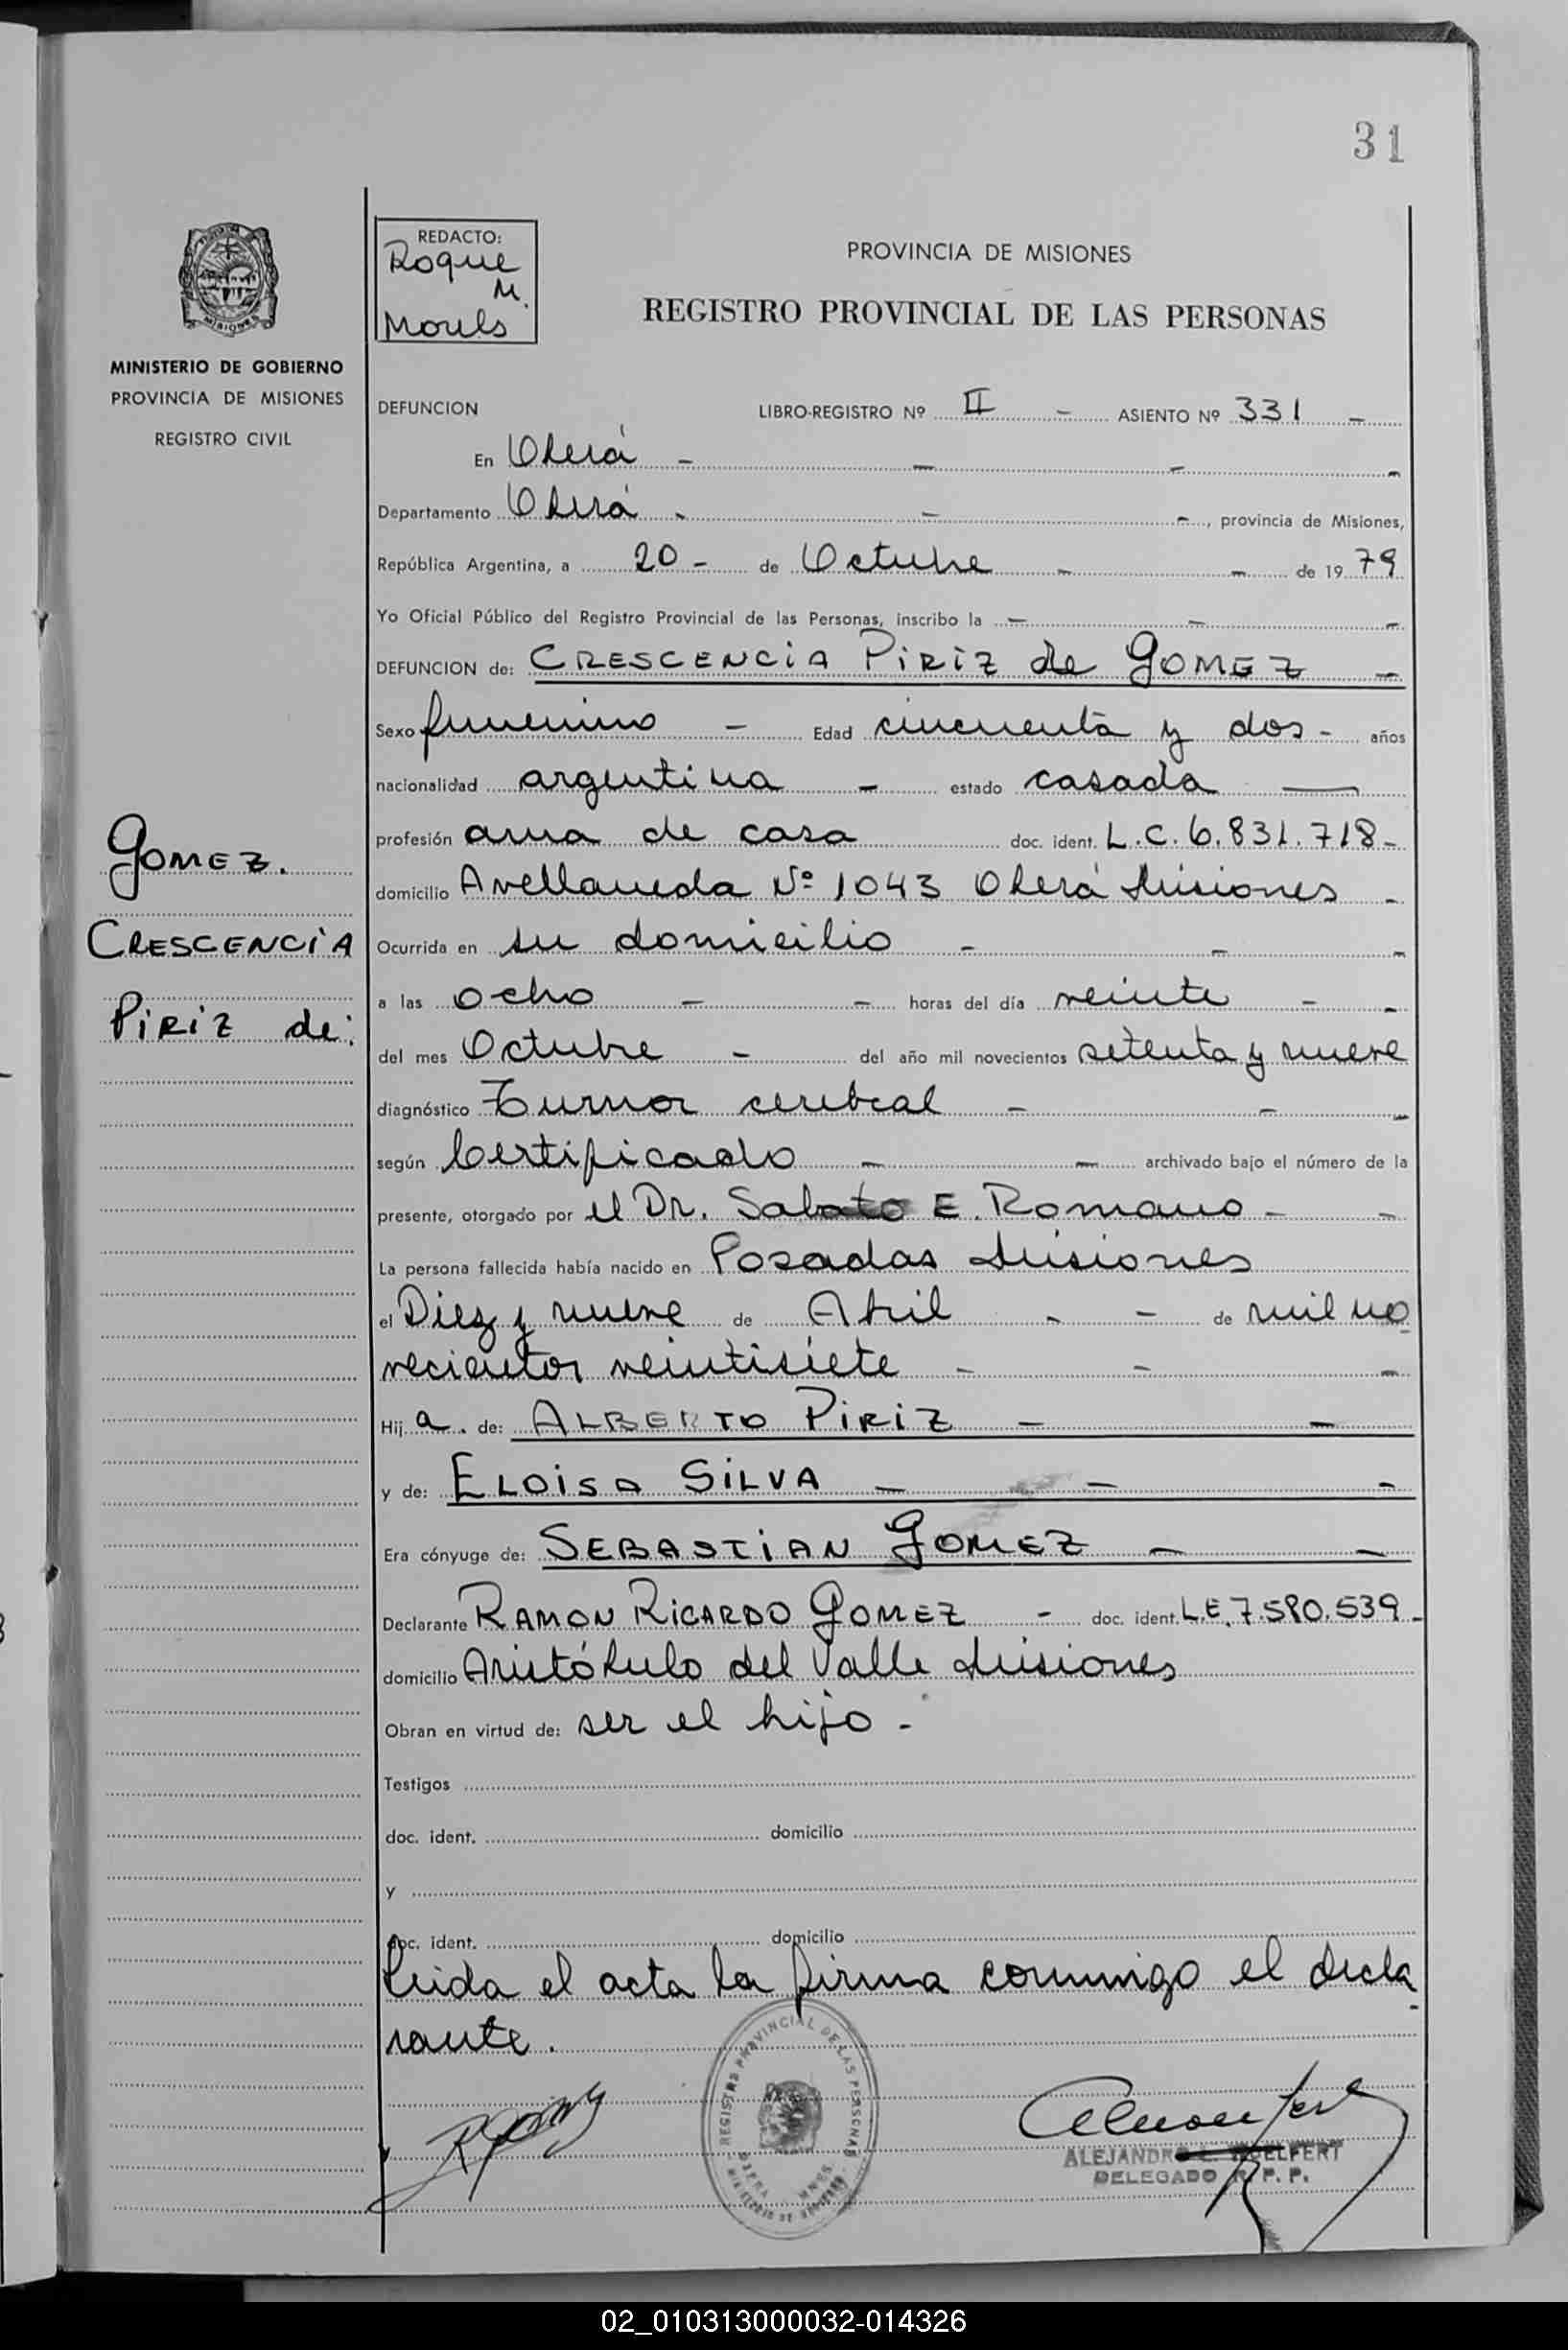 31
MISIONES
MINISTERIO DE GOBIERNO
PROVINCIA DE MISIONES
REGISTRO CIVIL
GOMEZ.
CRESCENCIA
PIRIZ de:
REDACTO:
Roque
M.
PROVINCIA DE MISIONES
REGISTRO PROVINCIAL DE LAS PERSONAS
DEFUNCION LIBRO-REGISTRO Nº II - ASIENTO Nº 331 -
En Oberá - - - -
Departamento Oberá - - -, provincia de Misiones,
República Argentina, a 20 - de Octubre - - de 19 79
Yo Oficial Público del Registro Provincial de las Personas, inscribo la - - -
DEFUNCION de: CRESCENCIA PIRIZ de GOMEZ -
Sexo femenino - Edad cincuenta y dos - años
nacionalidad argentina - estado casada -
profesión ama de casa doc. ident. L.C. 6.831.718 -
domicilio Avellaneda Nº 1043 Oberá Misiones -
Ocurrida en su domicilio - - -
a las ocho - - horas del día veinte - -
del mes Octubre - del año mil novecientos setenta y nueve
diagnóstico Tumor cerebral - - -
según Certificado - - archivado bajo el número de la
presente, otorgado por el Dr. Sabato E. Romano - -
La persona fallecida había nacido en Posadas Misiones
el Diez y nueve de Abril - - de mil no
vecientos veintisiete - - -
Hij a. de: ALBERTO PIRIZ - -
y de: ELOISA SILVA - - -
Era cónyuge de: SEBASTIAN GOMEZ - -
Declarante RAMON RICARDO GOMEZ - doc. ident. L.E. 7.580.539 -
domicilio Aristóbulo del Valle Misiones
Obran en virtud de: ser el hijo -
Testigos
doc. ident. domicilio
y
doc. ident. domicilio
Leida el acta la firma conmigo el decla
rante.
REGISTRO PROVINCIAL DE LAS PERSONAS
DELEGADO R. P. P.
02_010313000032-014326